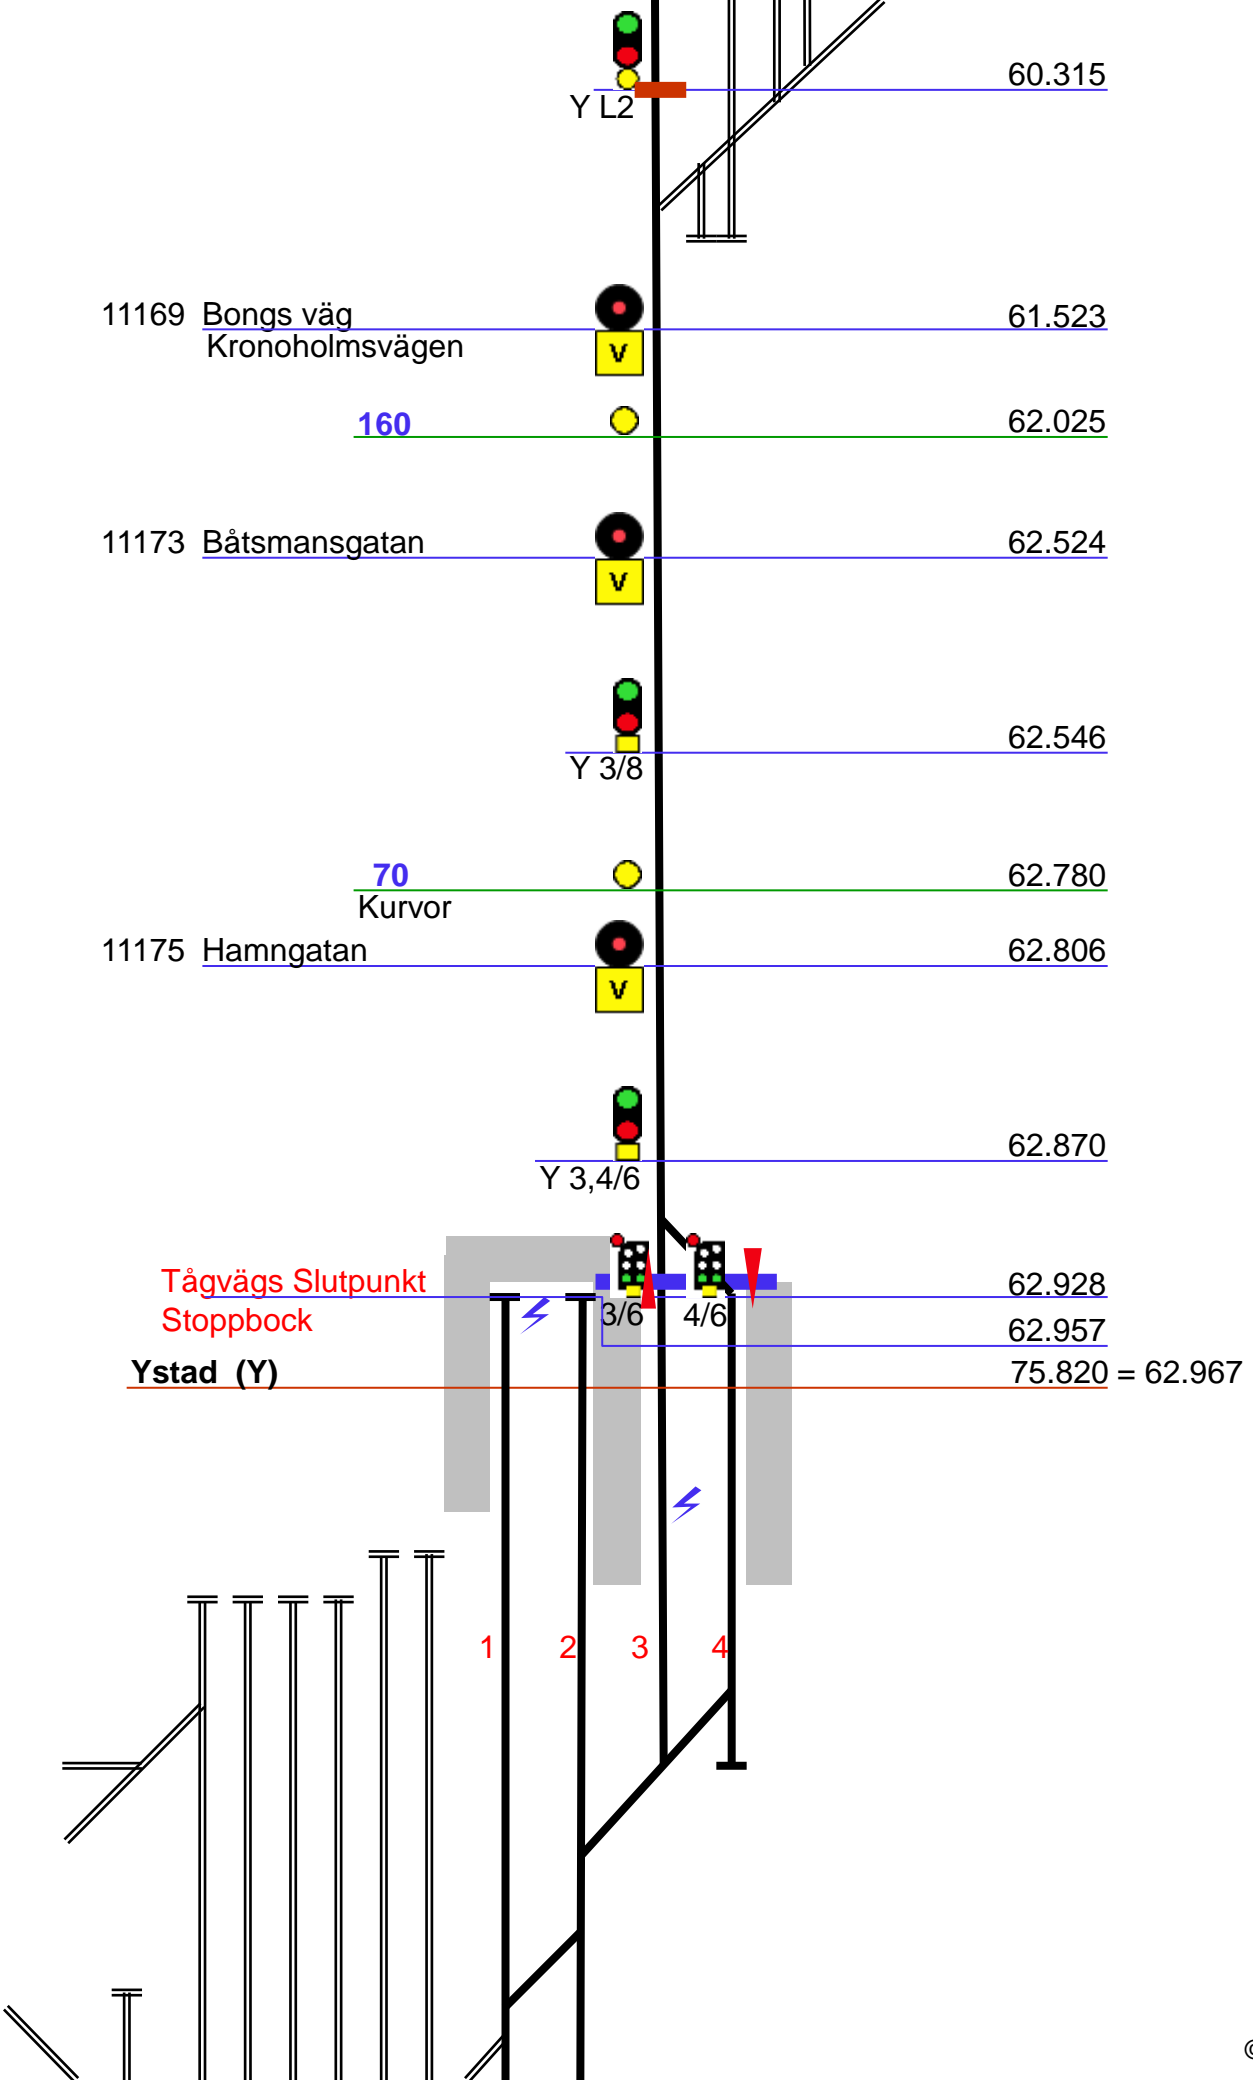 60.315
Y L2
11169 Bongs väg 61.523
Kronoholmsvägen
V
160 62.025
11173 Båtsmansgatan 62.524
V
62.546
Y 3/8
70 62.780
Kurvor
11175 Hamngatan 62.806
V
62.870
Y 3,4/6
Tågvägs Slutpunkt 62.928
Stoppbock 3/6 4/6
62.957
Ystad (Y) 75.820 = 62.967
1 2 3 4
©